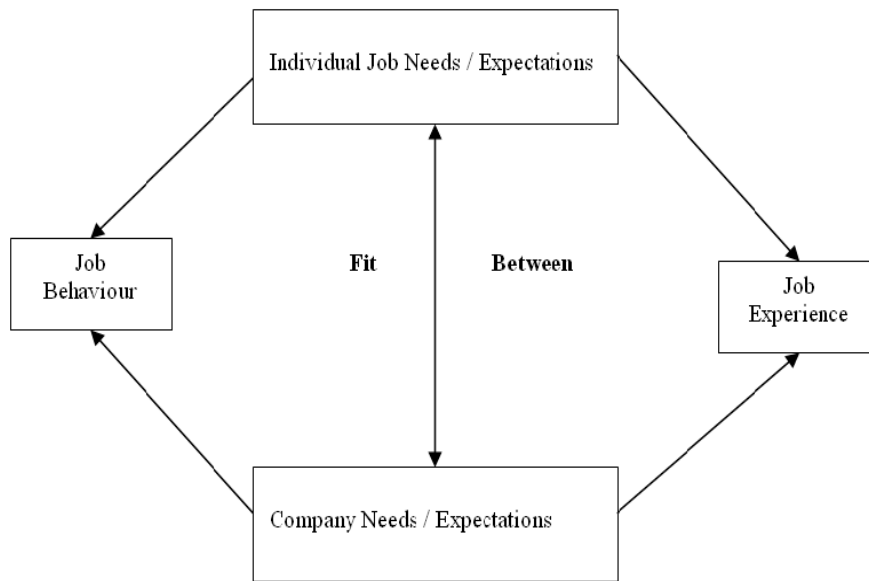 Individual Job Needs / Expectations
Job
Behaviour
Fit Between
Job
Experience
Company Needs / Expectations